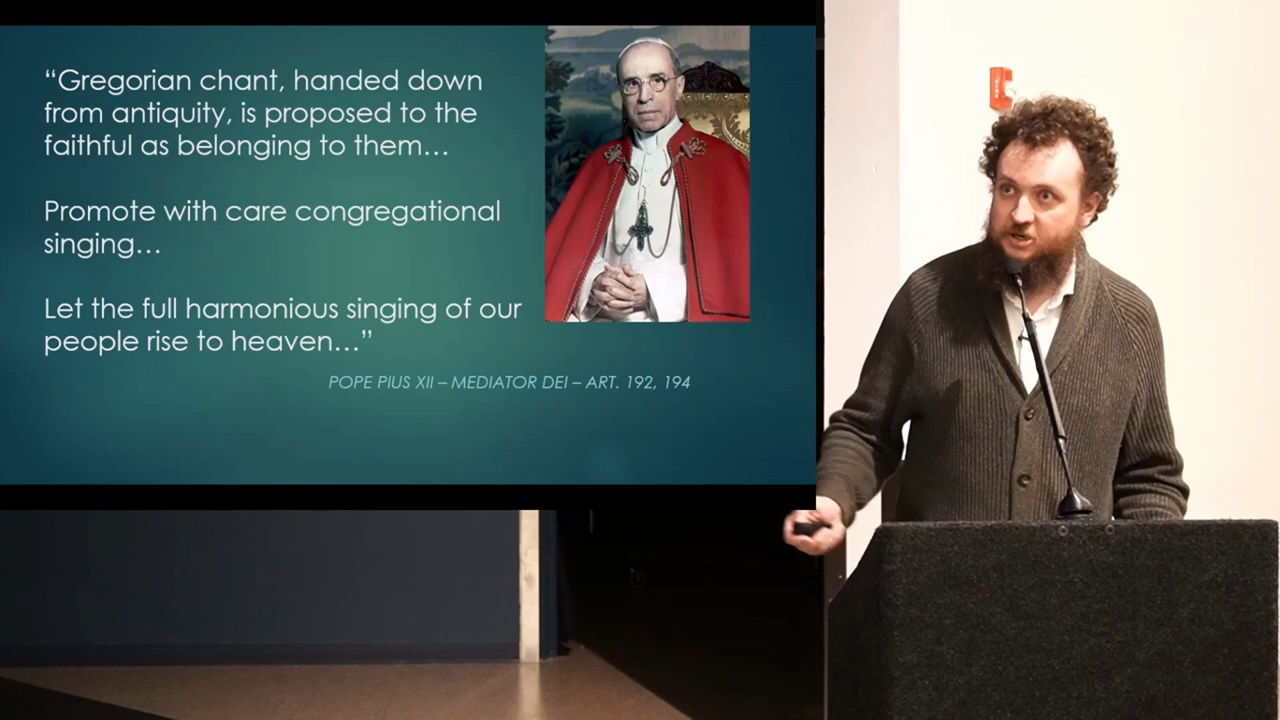 “Gregorian chant, handed down
from antiquity, is proposed to the
faithful as belonging to them…
Promote with care congregational
singing…
Let the full harmonious singing of our
people rise to heaven…”
POPE PIUS XII – MEDIATOR DEI – ART. 192, 194